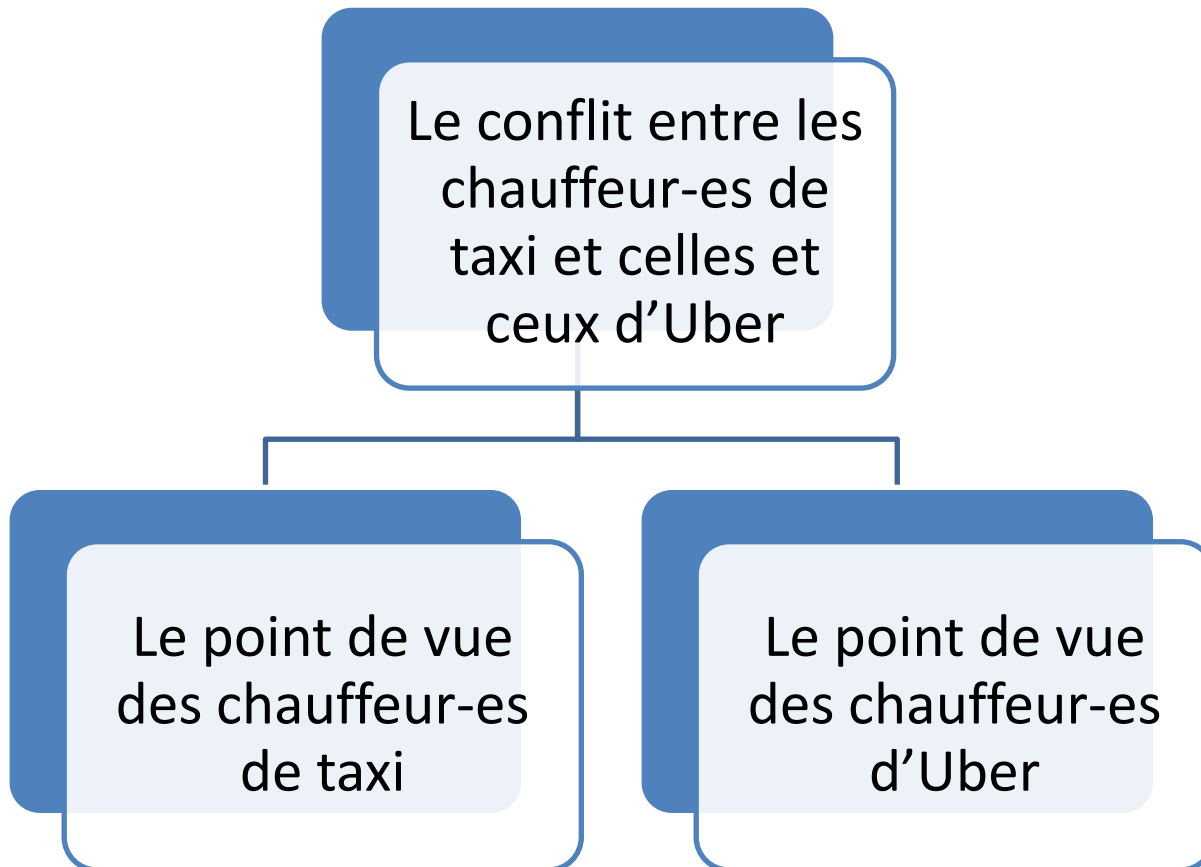 Le conflit entre les
chauffeur-es de
taxi et celles et
ceux d’Uber
Le point de vue
des chauffeur-es
de taxi
Le point de vue
des chauffeur-es
d’Uber